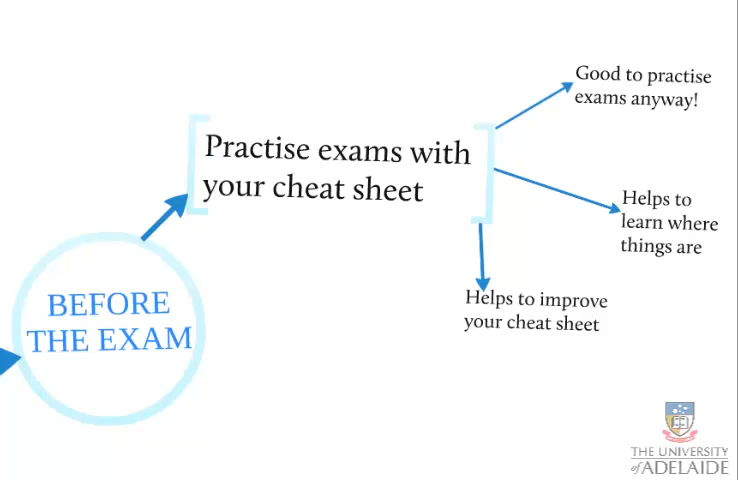 BEFORE
THE EXAM
Practise exams with
your cheat sheet
Good to practise
exams anyway!
Helps to
learn where
things are
Helps to improve
your cheat sheet
THE UNIVERSITY
of ADELAIDE